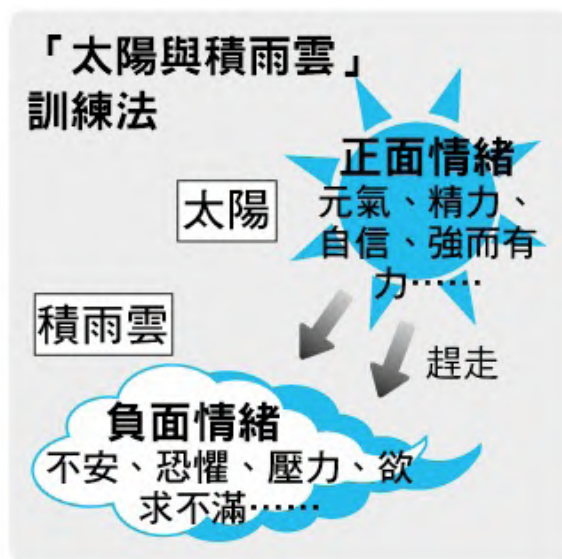 「太陽與積雨雲」
訓練法
正面情緒
元氣、精力、
自信、強而有
力……
太陽
積雨雲
趕走
負面情緒
不安、恐懼、壓力、欲
求不滿……